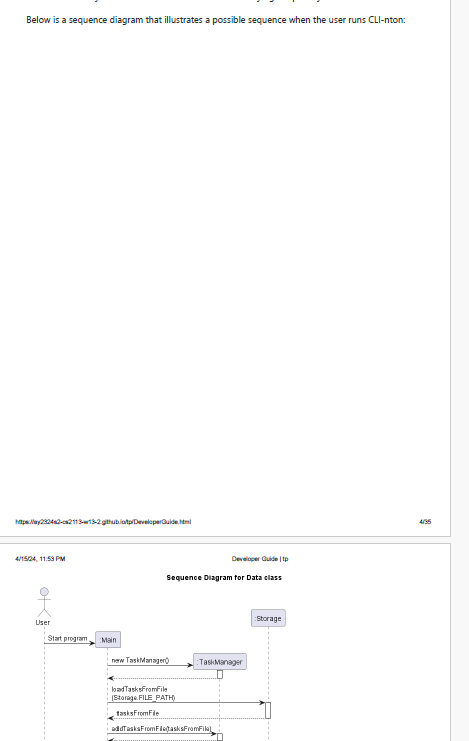 Below is a sequence diagram that illustrates a possible sequence when the user runs CLI-nton:
https://ay2324s2-cs2113-w13-2.github.io/tp/DeveloperGuide.html
4/35
4/15/24, 11:53 PM
Developer Guide | tp
Sequence Diagram for Data class
User
:Storage
Start program
:Main
new TaskManager()
:TaskManager
loadTasksFromFile
(Storage.FILE_PATH)
tasksFromFile
addTasksFromFile(tasksFromFile)